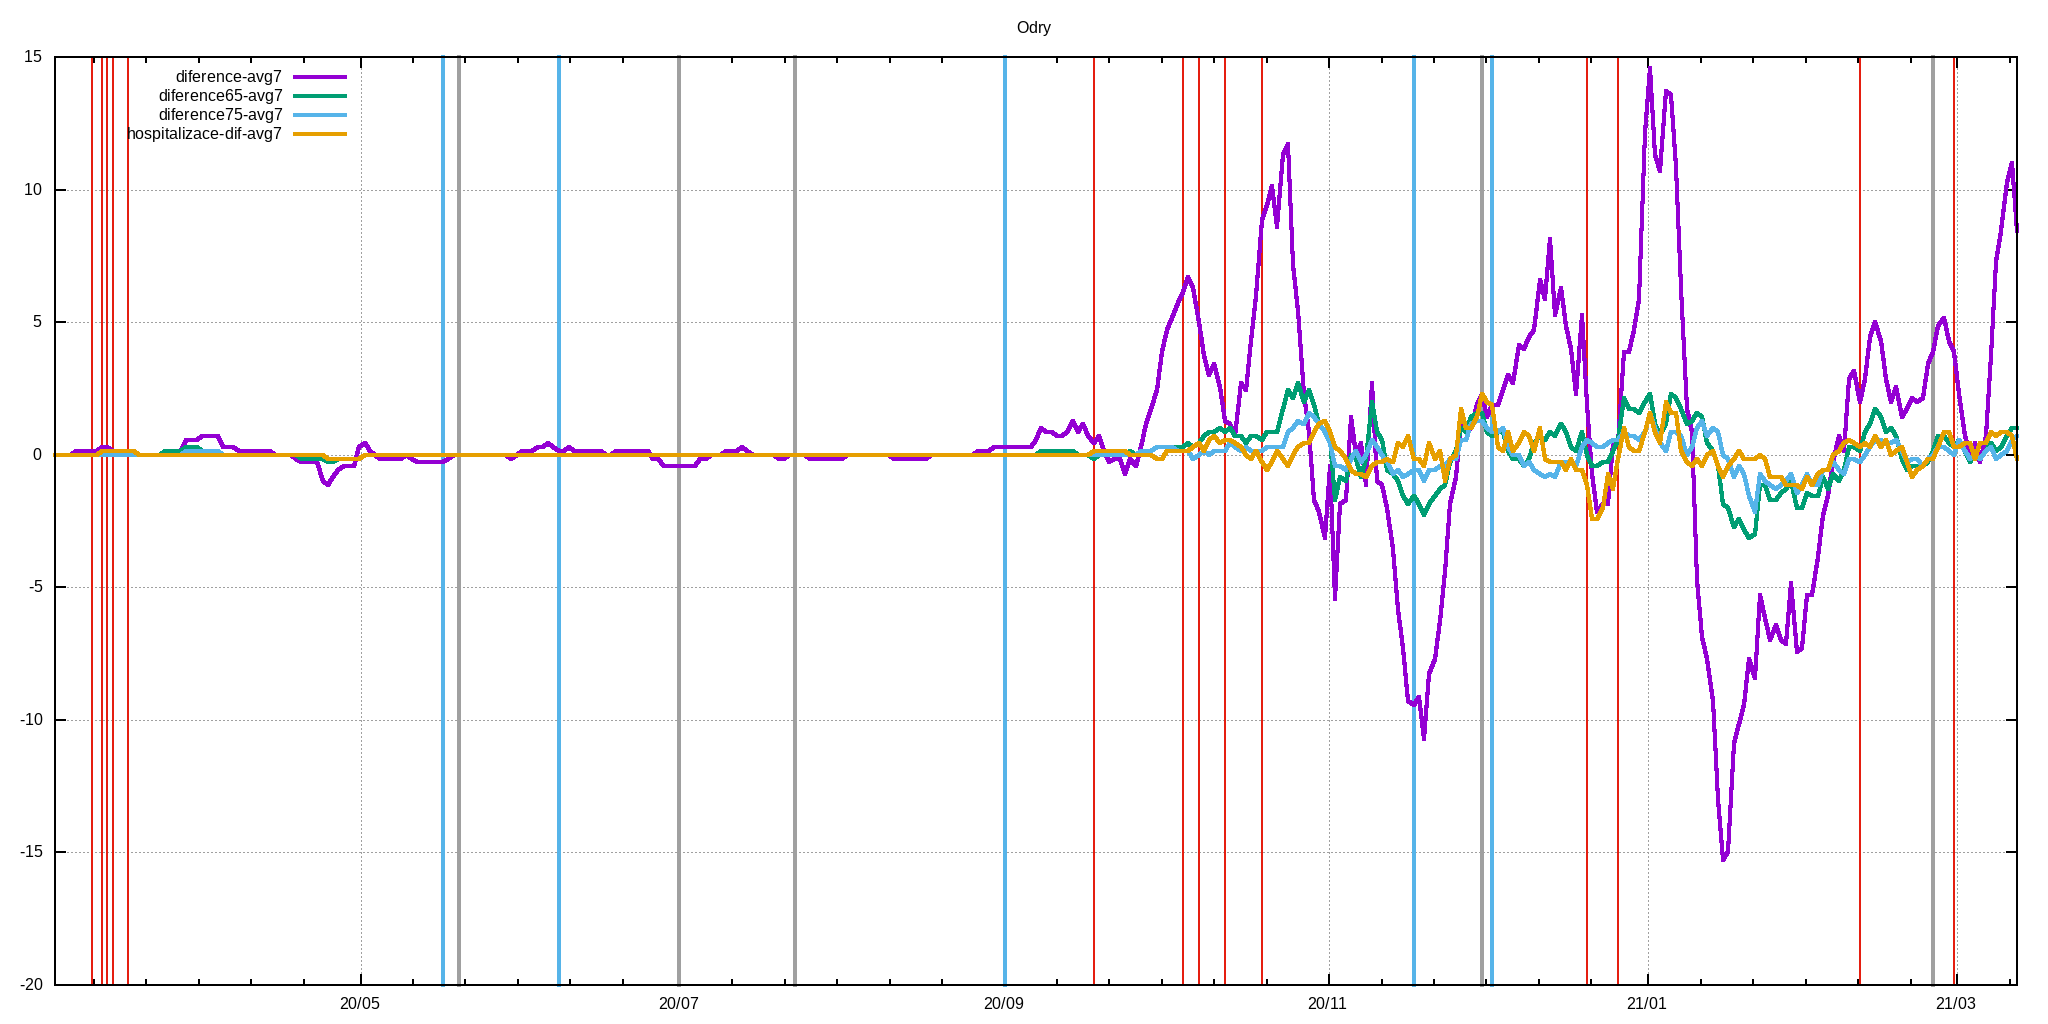 Odry
diference-avg7
diference65-avg7
diference75-avg7
hospitalizace-dif-avg7
15
10
5
0
-5
-10
-15
-20
20/05 20/07 20/09 20/11 21/01 21/03